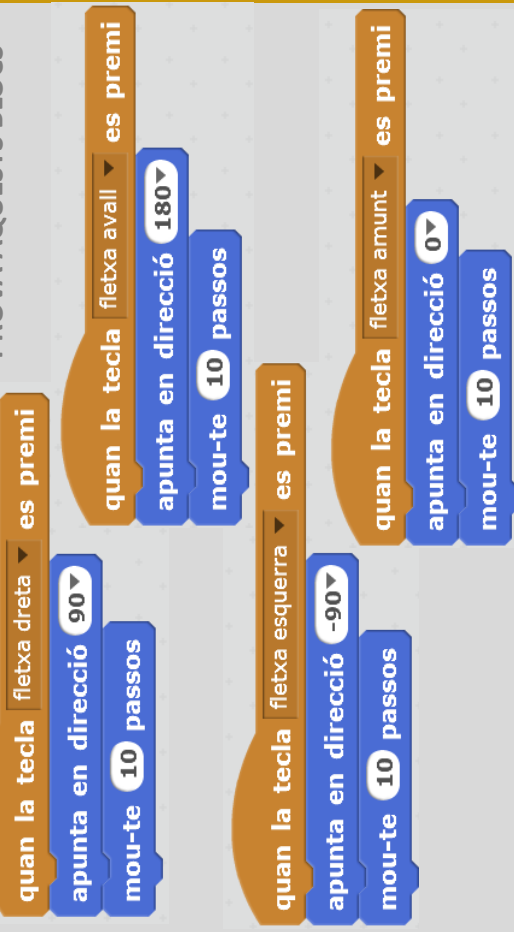 quan la tecla fletxa dreta es premi
apunta en direcció 90
mou-te 10 passos
quan la tecla fletxa avall es premi
apunta en direcció 180
mou-te 10 passos
quan la tecla fletxa esquerra es premi
apunta en direcció -90
mou-te 10 passos
quan la tecla fletxa amunt es premi
apunta en direcció 0
mou-te 10 passos